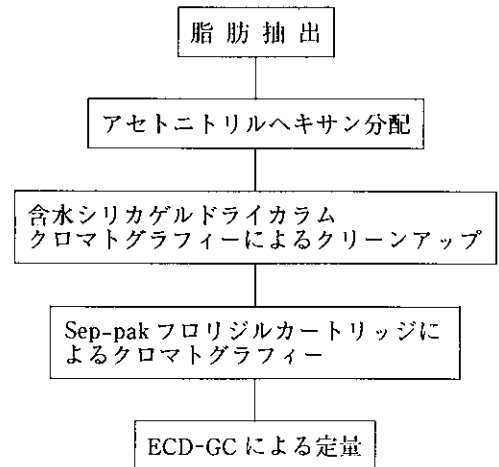 脂肪抽出
アセトニトリルヘキサン分配
含水シリカゲルドライカラム
クロマトグラフィーによるクリーンアップ
Sep-pak フロリジルカートリッジに
よるクロマトグラフィー
ECD-GC による定量